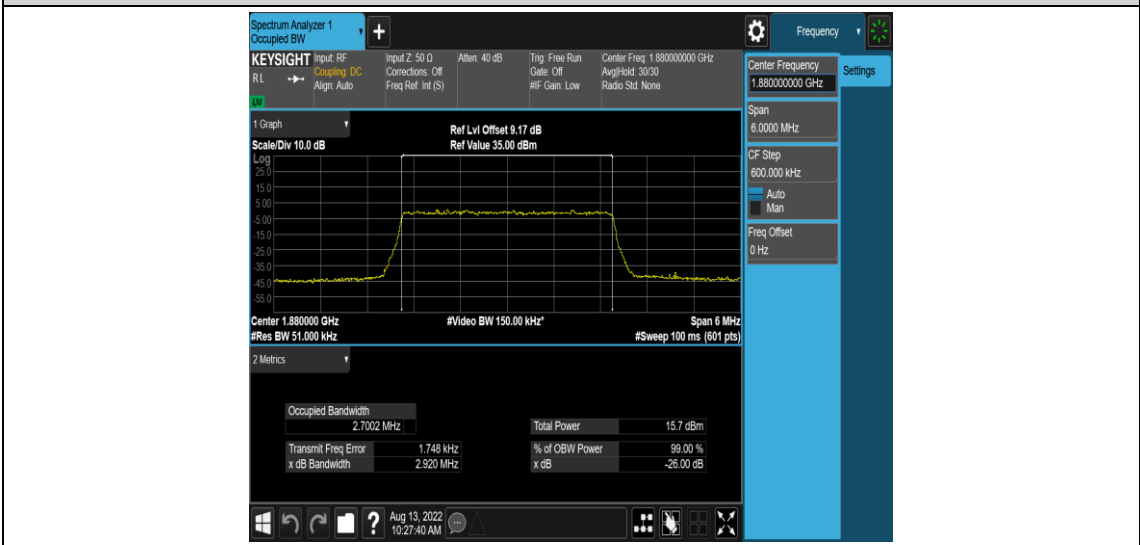 Spectrum Analyzer 1
Occupied BW
+
Frequency
KEYSIGHT Input: RF Input Z: 50 Ω Atten: 40 dB Trig: Free Run Center Freq: 1.880000000 GHz
RL Coupling: DC Corrections: Off Gate: Off Avg|Hold: 30/30
Align: Auto Freq Ref: Int (S) #IF Gain: Low Radio Std: None
Center Frequency
1.880000000 GHz
Settings
Span
6.0000 MHz
CF Step
600.000 kHz
Auto
Man
Freq Offset
0 Hz
1 Graph
Ref Lvl Offset 9.17 dB
Scale/Div 10.0 dB Ref Value 35.00 dBm
Log
25.0
15.0
5.00
-5.00
-15.0
-25.0
-35.0
-45.0
-55.0
Center 1.880000 GHz #Video BW 150.00 kHz* Span 6 MHz
#Res BW 51.000 kHz #Sweep 100 ms (601 pts)
2 Metrics
Occupied Bandwidth
2.7002 MHz
Total Power 15.7 dBm
Transmit Freq Error 1.748 kHz % of OBW Power 99.00 %
x dB Bandwidth 2.920 MHz x dB -26.00 dB
? Aug 13, 2022
10:27:40 AM